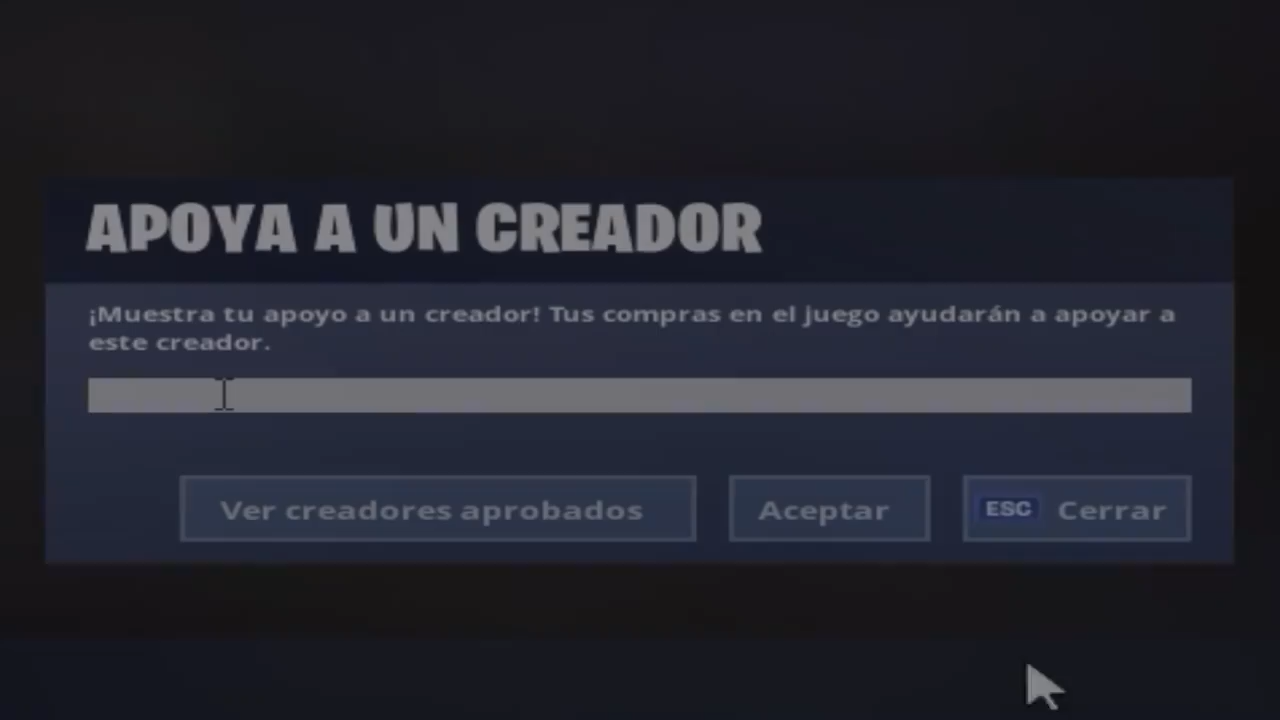 APOYA A UN CREADOR
¡Muestra tu apoyo a un creador! Tus compras en el juego ayudarán a apoyar a
este creador.
Ver creadores aprobados
Aceptar
ESC Cerrar